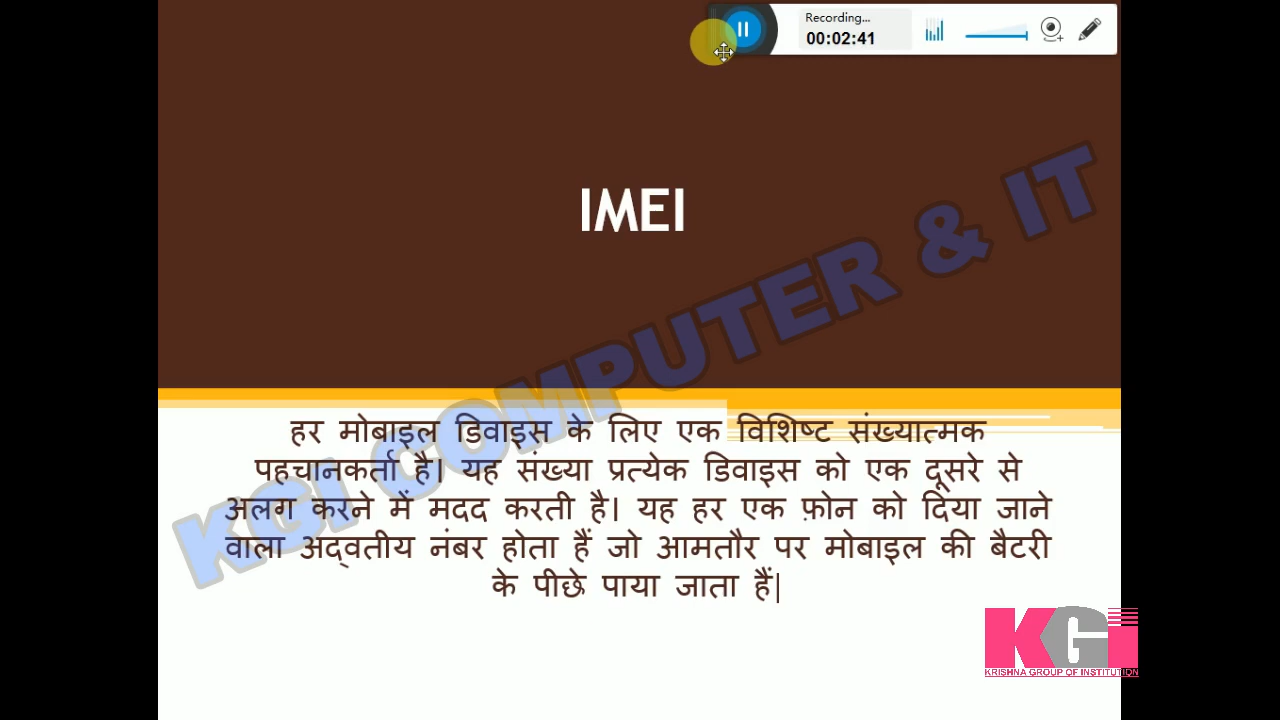 Recording...
00:02:41
IMEI
KGI COMPUTER & IT
हर मोबाइल डिवाइस के लिए एक विशिष्ट संख्यात्मक
पहचानकर्ता है। यह संख्या प्रत्येक डिवाइस को एक दूसरे से
अलग करने में मदद करती है। यह हर एक फ़ोन को दिया जाने
वाला अद्वतीय नंबर होता हैं जो आमतौर पर मोबाइल की बैटरी
के पीछे पाया जाता हैं|
KGI
KRISHNA GROUP OF INSTITUTION